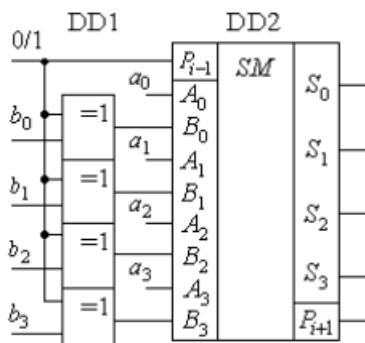 DD1 DD2
0/1 P_{i-1} SM
a_0 A_0 S_0
b_0 =1 B_0
a_1 A_1 S_1
b_1 =1 B_1
a_2 A_2 S_2
b_2 =1 B_2
a_3 A_3 S_3
b_3 =1 B_3 P_{i+1}